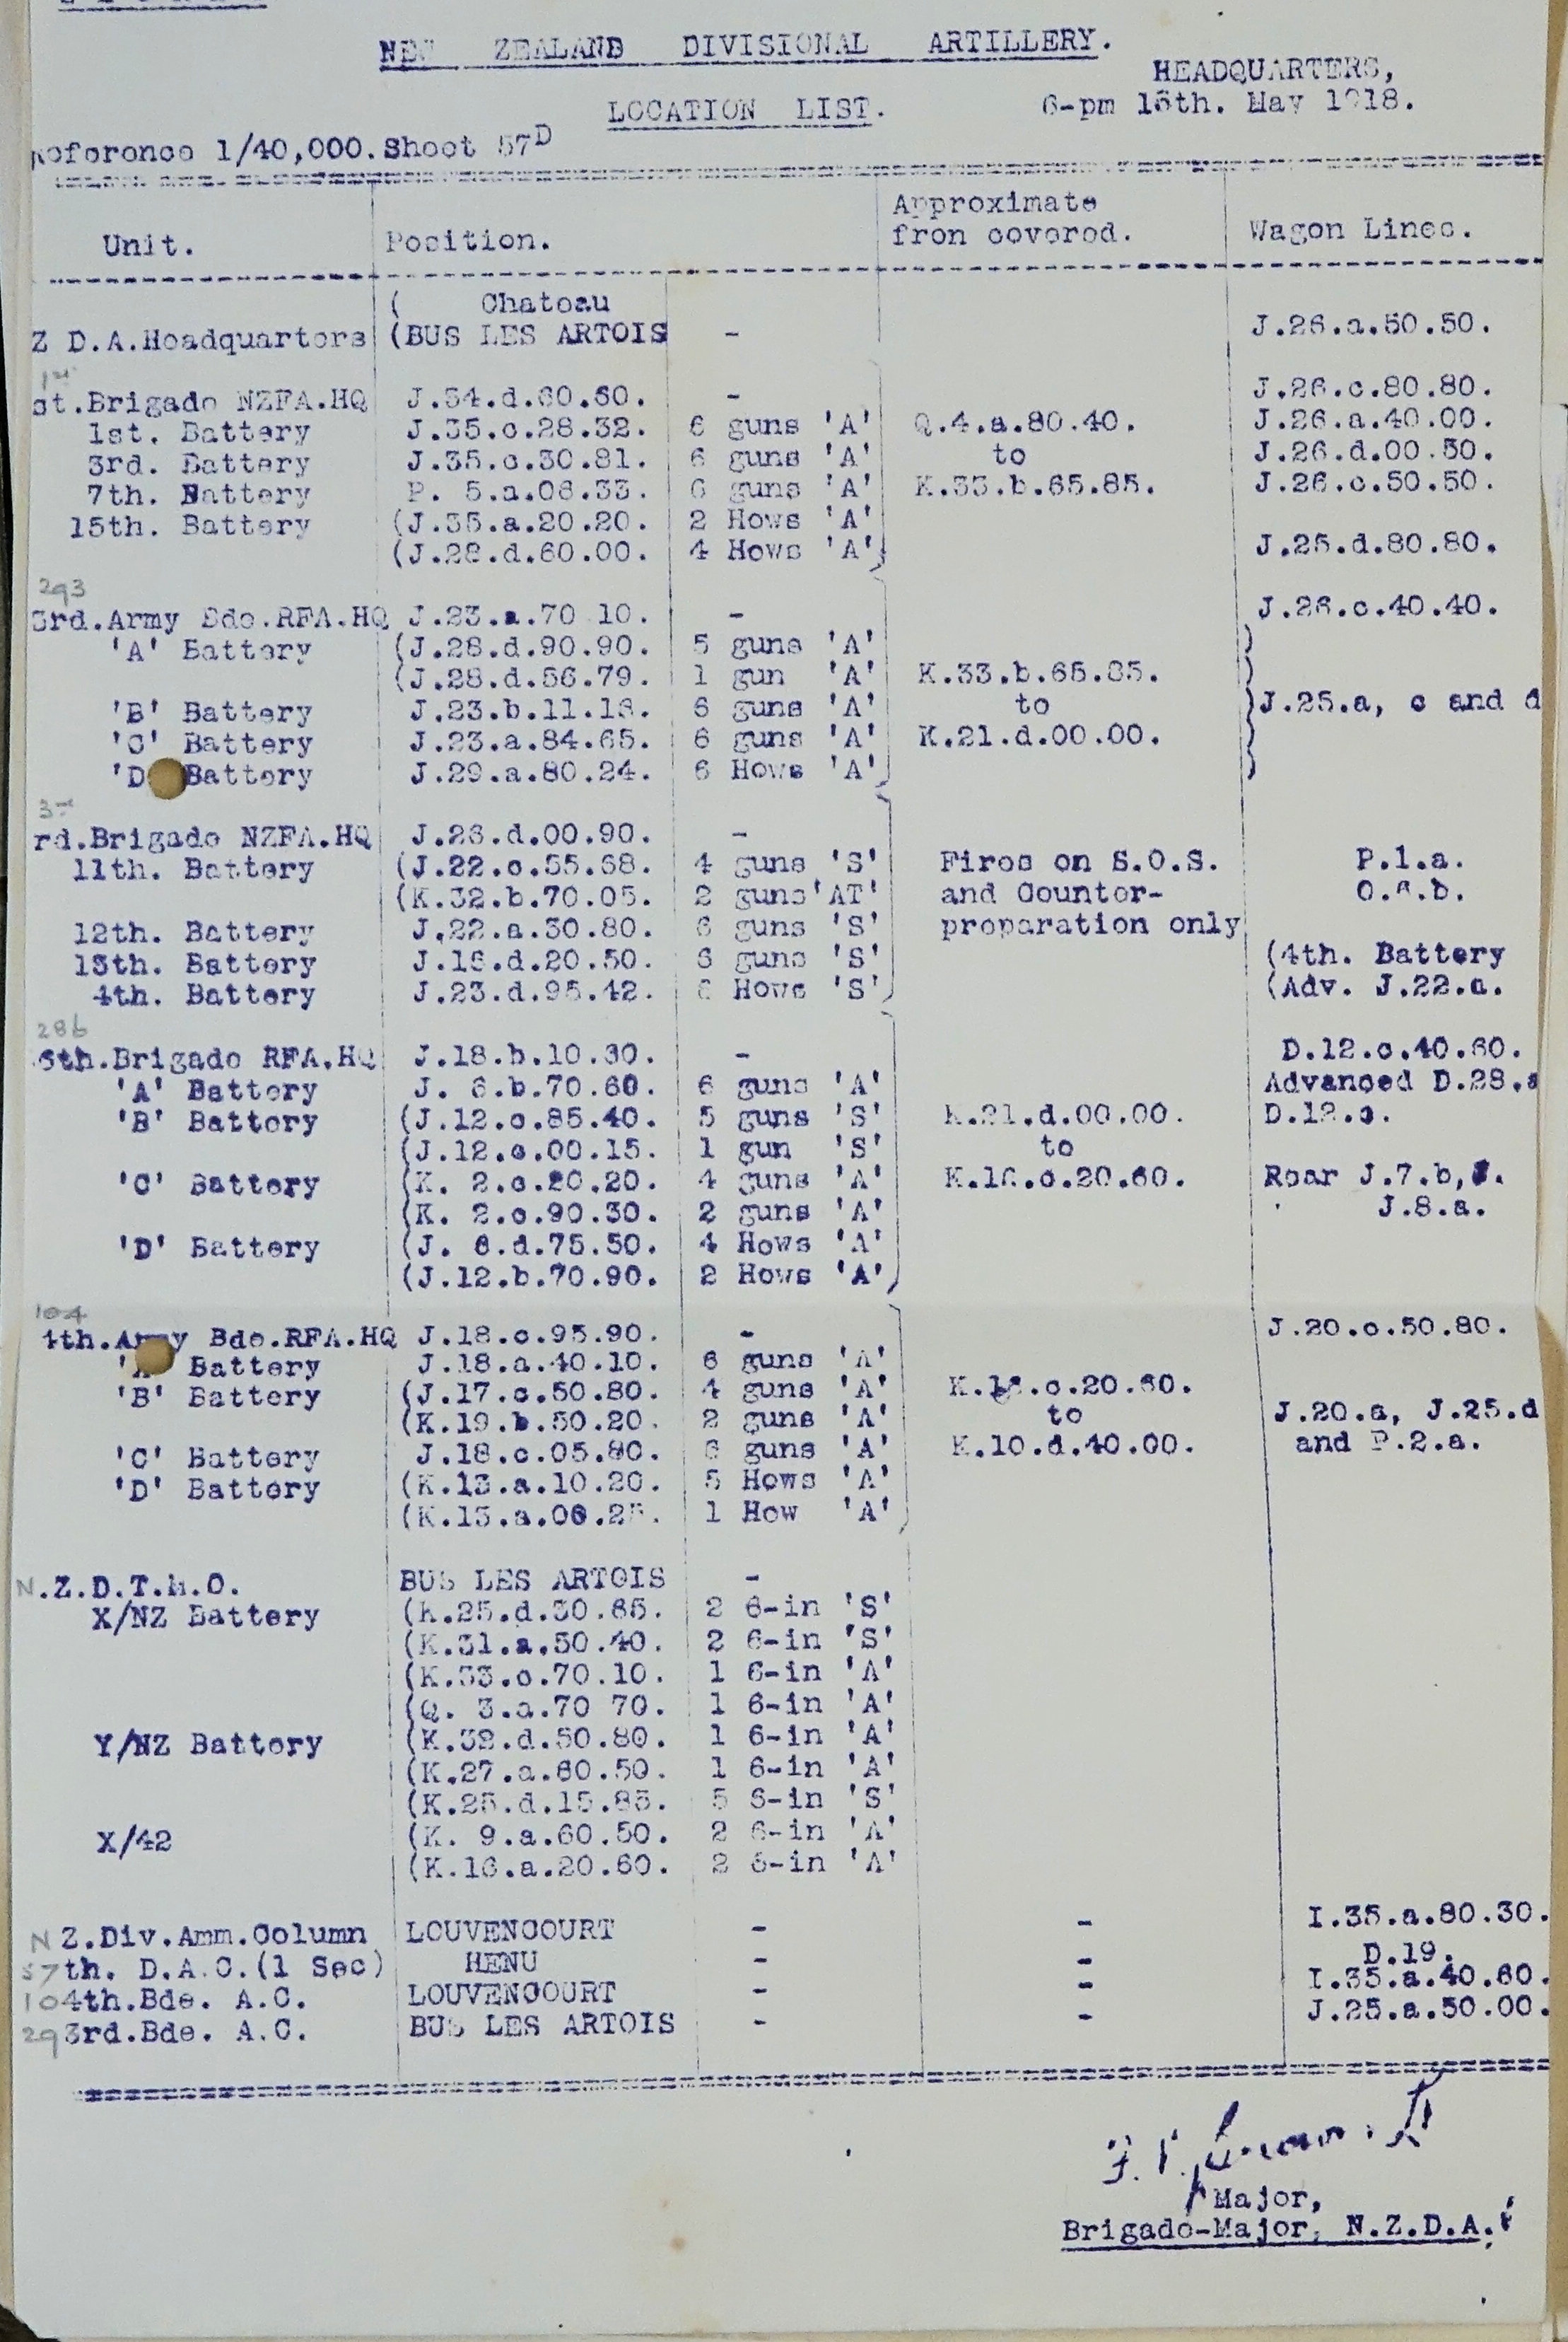 NEW ZEALAND DIVISIONAL ARTILLERY.
HEADQUARTERS,
LOCATION LIST. 6-pm 15th. May 1918.
Reference 1/40,000. Sheet 57D
Unit. Position. Approximate fron covered. Wagon Lines.
( Chateau
Z D.A.Headquarters (BUS LES ARTOIS - J.26.a.50.50.
1st
st.Brigade NZFA.HQ J.34.d.60.60. - J.26.c.80.80.
1st. Battery J.35.c.28.32. 6 guns 'A' Q.4.a.80.40. J.26.a.40.00.
3rd. Battery J.35.c.30.81. 6 guns 'A' to J.26.d.00.50.
7th. Battery P. 5.a.08.33. 6 guns 'A' K.33.b.65.85. J.26.c.50.50.
15th. Battery (J.35.a.20.20. 2 Hows 'A'
(J.28.d.60.00. 4 Hows 'A' J.25.d.80.80.
293
3rd.Army Bde.RFA.HQ J.23.a.70 10. - J.26.c.40.40.
'A' Battery (J.28.d.90.90. 5 guns 'A'
(J.28.d.56.79. 1 gun 'A' K.33.b.65.85.
'B' Battery J.23.b.11.18. 6 guns 'A' to J.25.a, c and d
'C' Battery J.23.a.84.65. 6 guns 'A' K.21.d.00.00.
'D Battery J.29.a.80.24. 6 Hows 'A'
3rd
rd.Brigade NZFA.HQ J.26.d.00.90. -
11th. Battery (J.22.c.55.68. 4 guns 'S' Fires on S.O.S. P.1.a.
(K.32.b.70.05. 2 guns'AT' and Counter- O.6.b.
12th. Battery J.22.a.30.80. 6 guns 'S' preparation only
13th. Battery J.16.d.20.50. 6 guns 'S' (4th. Battery
4th. Battery J.23.d.95.42. 6 Hows 'S' (Adv. J.22.a.
286
6th.Brigade RFA.HQ J.18.b.10.30. - D.12.c.40.60.
'A' Battery J. 6.b.70.60. 6 guns 'A' Advanced D.28.a
'B' Battery (J.12.c.85.40. 5 guns 'S' K.21.d.00.00. D.12.c.
(J.12.c.00.15. 1 gun 'S' to
'C' Battery (K. 2.c.20.20. 4 guns 'A' K.16.c.20.60. Rear J.7.b,
(K. 2.c.90.30. 2 guns 'A' J.8.a.
'D' Battery (J. 6.d.75.50. 4 Hows 'A'
(J.12.b.70.90. 2 Hows 'A'
104
4th.Army Bde.RFA.HQ J.18.c.95.90. - J.20.c.50.80.
'A' Battery J.18.a.40.10. 6 guns 'A'
'B' Battery (J.17.c.50.80. 4 guns 'A' K.16.c.20.60.
(K.19.b.50.20. 2 guns 'A' to J.20.a, J.25.d
'C' Battery J.18.c.05.80. 6 guns 'A' K.10.d.40.00. and P.2.a.
'D' Battery (K.13.a.10.20. 5 Hows 'A'
(K.13.a.08.25. 1 How 'A'
N.Z.D.T.M.O. BUS LES ARTOIS -
X/NZ Battery (K.25.d.30.65. 2 6-in 'S'
(K.31.a.50.40. 2 6-in 'S'
(K.33.c.70.10. 1 6-in 'A'
(Q. 3.a.70 70. 1 6-in 'A'
Y/NZ Battery (K.32.d.50.80. 1 6-in 'A'
(K.27.a.60.50. 1 6-in 'A'
(K.25.d.15.85. 5 6-in 'S'
X/42 (K. 9.a.60.50. 2 6-in 'A'
(K.16.a.20.60. 2 6-in 'A'
N Z.Div.Amm.Column LOUVENCOURT - - I.35.a.80.30.
57th. D.A.C.(1 Sec) HENU - - D.19.
104th.Bde. A.C. LOUVENCOURT - - I.35.a.40.60.
293rd.Bde. A.C. BUS LES ARTOIS - - J.25.a.50.00.
Major,
Brigade-Major, N.Z.D.A.